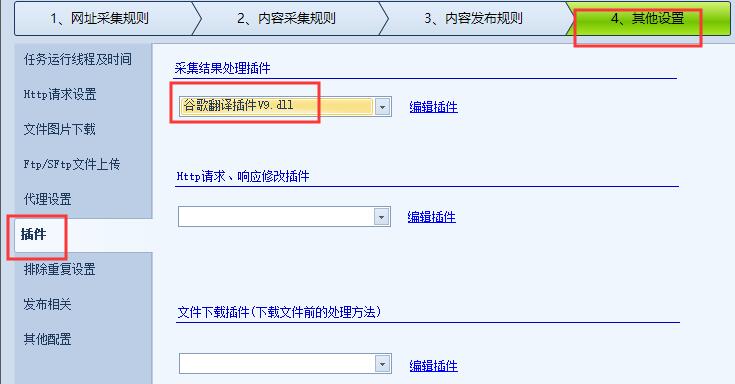 1、网址采集规则
2、内容采集规则
3、内容发布规则
4、其他设置
任务运行线程及时间
Http请求设置
文件图片下载
Ftp/SFtp文件上传
代理设置
插件
排除重复设置
发布相关
其他配置
采集结果处理插件
谷歌翻译插件V9.dll
编辑插件
Http请求、响应修改插件
编辑插件
文件下载插件(下载文件前的处理方法)
编辑插件